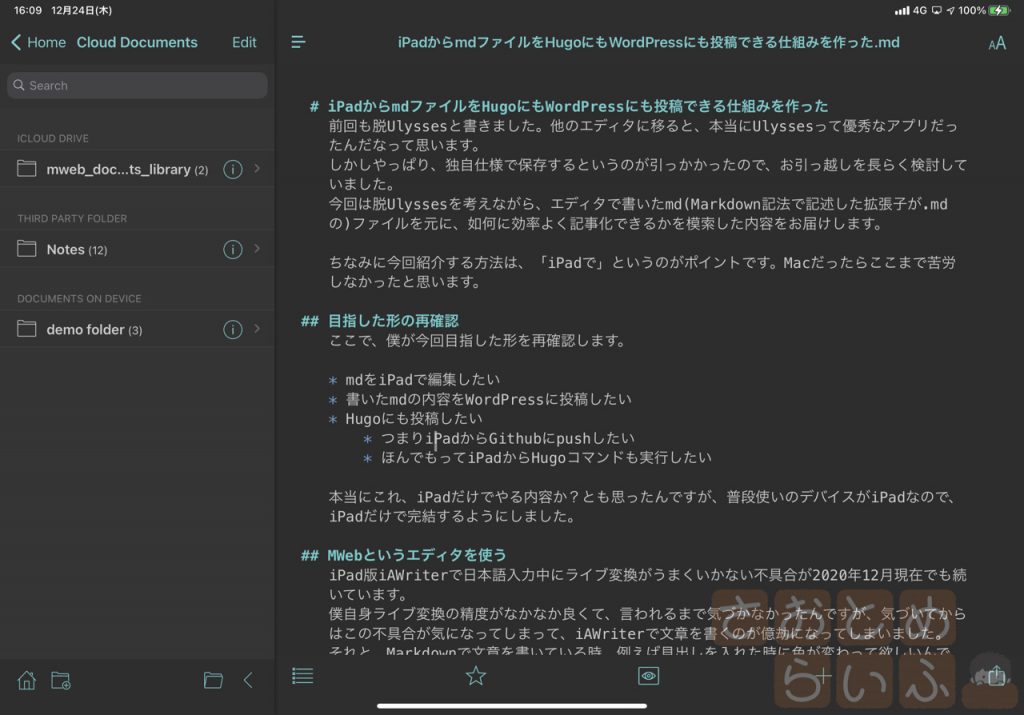 16:09 12月24日(木)
4G 100%
Home Cloud Documents Edit
iPadからmdファイルをHugoにもWordPressにも投稿できる仕組みを作った.md
AA
Search
ICLOUD DRIVE
mweb_doc...ts_library (2)
THIRD PARTY FOLDER
Notes (12)
DOCUMENTS ON DEVICE
demo folder (3)
# iPadからmdファイルをHugoにもWordPressにも投稿できる仕組みを作った
前回も脱Ulyssesと書きました。他のエディタに移ると、本当にUlyssesって優秀なアプリだっ
たんだなって思います。
しかしやっぱり、独自仕様で保存するというのが引っかかったので、お引っ越しを長らく検討して
いました。
今回は脱Ulyssesを考えながら、エディタで書いたmd(Markdown記法で記述した拡張子が.md
の)ファイルを元に、如何に効率よく記事化できるかを模索した内容をお届けします。
ちなみに今回紹介する方法は、「iPadで」というのがポイントです。Macだったらここまで苦労
しなかったと思います。
## 目指した形の再確認
ここで、僕が今回目指した形を再確認します。
* mdをiPadで編集したい
* 書いたmdの内容をWordPressに投稿したい
* Hugoにも投稿したい
* つまりiPadからGithubにpushしたい
* ほんでもってiPadからHugoコマンドも実行したい
本当にこれ、iPadだけでやる内容か？とも思ったんですが、普段使いのデバイスがiPadなので、
iPadだけで完結するようにしました。
## MWebというエディタを使う
iPad版iAWriterで日本語入力中にライブ変換がうまくいかない不具合が2020年12月現在でも続
いています。
僕自身ライブ変換の精度がなかなか良くて、言われるまで気づかなかったんですが、気づいてから
はこの不具合が気になってしまって、iAWriterで文章を書くのが億劫になってしまいました。
それと、Markdownで文章を書いている時、例えば見出しを入れた時に色が変わって欲しいんで
さおとめ
らいふ